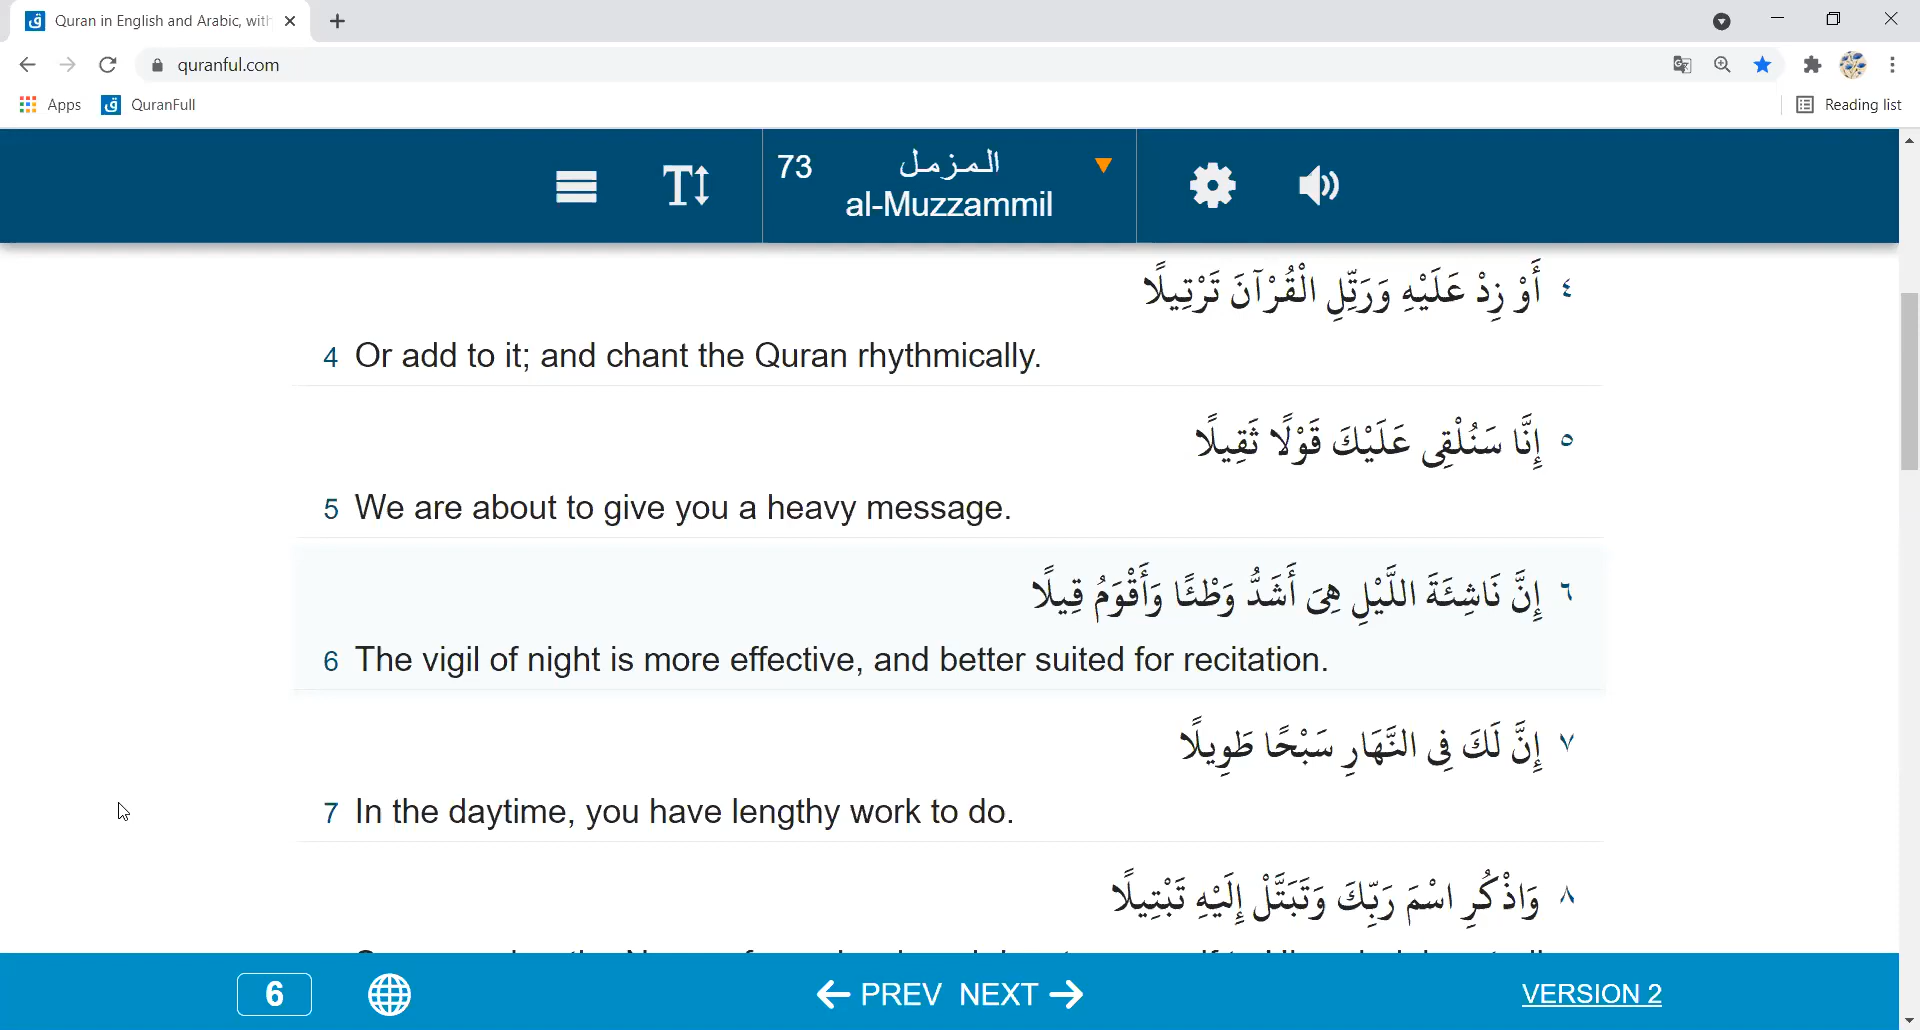 Quran in English and Arabic, with
quranful.com
Apps QuranFull Reading list
73 المزمل
al-Muzzammil
٤ أَوْ زِدْ عَلَيْهِ وَرَتِّلِ الْقُرْآنَ تَرْتِيلًا
4 Or add to it; and chant the Quran rhythmically.
٥ إِنَّا سَنُلْقِى عَلَيْكَ قَوْلًا ثَقِيلًا
5 We are about to give you a heavy message.
٦ إِنَّ نَاشِئَةَ اللَّيْلِ هِىَ أَشَدُّ وَطْئًا وَأَقْوَمُ قِيلًا
6 The vigil of night is more effective, and better suited for recitation.
٧ إِنَّ لَكَ فِى النَّهَارِ سَبْحًا طَوِيلًا
7 In the daytime, you have lengthy work to do.
٨ وَاذْكُرِ اسْمَ رَبِّكَ وَتَبَتَّلْ إِلَيْهِ تَبْتِيلًا
6 PREV NEXT VERSION 2